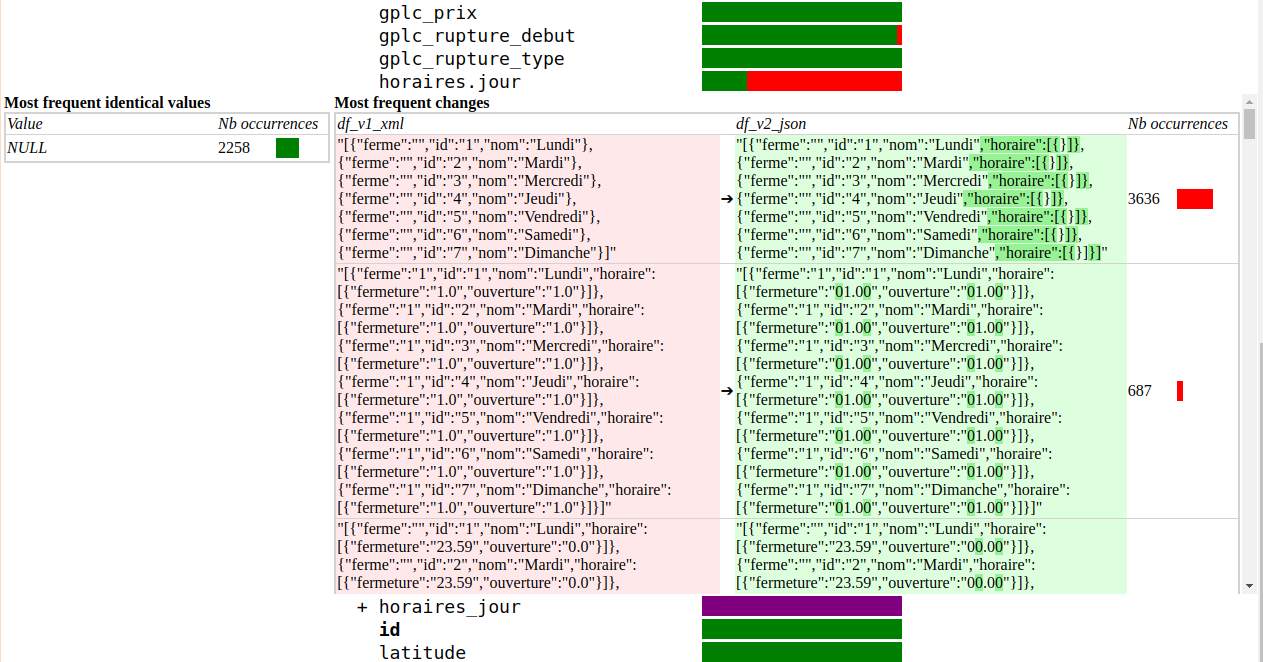 gplc_prix
gplc_rupture_debut
gplc_rupture_type
horaires.jour
Most frequent identical values
Value Nb occurrences
NULL 2258
Most frequent changes
df_v1_xml df_v2_json Nb occurrences
"[{"ferme":"","id":"1","nom":"Lundi"},
{"ferme":"","id":"2","nom":"Mardi"},
{"ferme":"","id":"3","nom":"Mercredi"},
{"ferme":"","id":"4","nom":"Jeudi"},
{"ferme":"","id":"5","nom":"Vendredi"},
{"ferme":"","id":"6","nom":"Samedi"},
{"ferme":"","id":"7","nom":"Dimanche"}]"
➔
"[{"ferme":"","id":"1","nom":"Lundi","horaire":[{}]},
{"ferme":"","id":"2","nom":"Mardi","horaire":[{}]},
{"ferme":"","id":"3","nom":"Mercredi","horaire":[{}]},
{"ferme":"","id":"4","nom":"Jeudi","horaire":[{}]},
{"ferme":"","id":"5","nom":"Vendredi","horaire":[{}]},
{"ferme":"","id":"6","nom":"Samedi","horaire":[{}]},
{"ferme":"","id":"7","nom":"Dimanche","horaire":[{}]}]"
3636
"[{"ferme":"1","id":"1","nom":"Lundi","horaire":
[{"fermeture":"1.0","ouverture":"1.0"}]},
{"ferme":"1","id":"2","nom":"Mardi","horaire":
[{"fermeture":"1.0","ouverture":"1.0"}]},
{"ferme":"1","id":"3","nom":"Mercredi","horaire":
[{"fermeture":"1.0","ouverture":"1.0"}]},
{"ferme":"1","id":"4","nom":"Jeudi","horaire":
[{"fermeture":"1.0","ouverture":"1.0"}]},
{"ferme":"1","id":"5","nom":"Vendredi","horaire":
[{"fermeture":"1.0","ouverture":"1.0"}]},
{"ferme":"1","id":"6","nom":"Samedi","horaire":
[{"fermeture":"1.0","ouverture":"1.0"}]},
{"ferme":"1","id":"7","nom":"Dimanche","horaire":
[{"fermeture":"1.0","ouverture":"1.0"}]}]"
➔
"[{"ferme":"1","id":"1","nom":"Lundi","horaire":
[{"fermeture":"01.00","ouverture":"01.00"}]},
{"ferme":"1","id":"2","nom":"Mardi","horaire":
[{"fermeture":"01.00","ouverture":"01.00"}]},
{"ferme":"1","id":"3","nom":"Mercredi","horaire":
[{"fermeture":"01.00","ouverture":"01.00"}]},
{"ferme":"1","id":"4","nom":"Jeudi","horaire":
[{"fermeture":"01.00","ouverture":"01.00"}]},
{"ferme":"1","id":"5","nom":"Vendredi","horaire":
[{"fermeture":"01.00","ouverture":"01.00"}]},
{"ferme":"1","id":"6","nom":"Samedi","horaire":
[{"fermeture":"01.00","ouverture":"01.00"}]},
{"ferme":"1","id":"7","nom":"Dimanche","horaire":
[{"fermeture":"01.00","ouverture":"01.00"}]}]"
687
"[{"ferme":"","id":"1","nom":"Lundi","horaire":
[{"fermeture":"23.59","ouverture":"0.0"}]},
{"ferme":"","id":"2","nom":"Mardi","horaire":
[{"fermeture":"23.59","ouverture":"0.0"}]},
"[{"ferme":"","id":"1","nom":"Lundi","horaire":
[{"fermeture":"23.59","ouverture":"00.00"}]},
{"ferme":"","id":"2","nom":"Mardi","horaire":
[{"fermeture":"23.59","ouverture":"00.00"}]},
+ horaires_jour
id
latitude